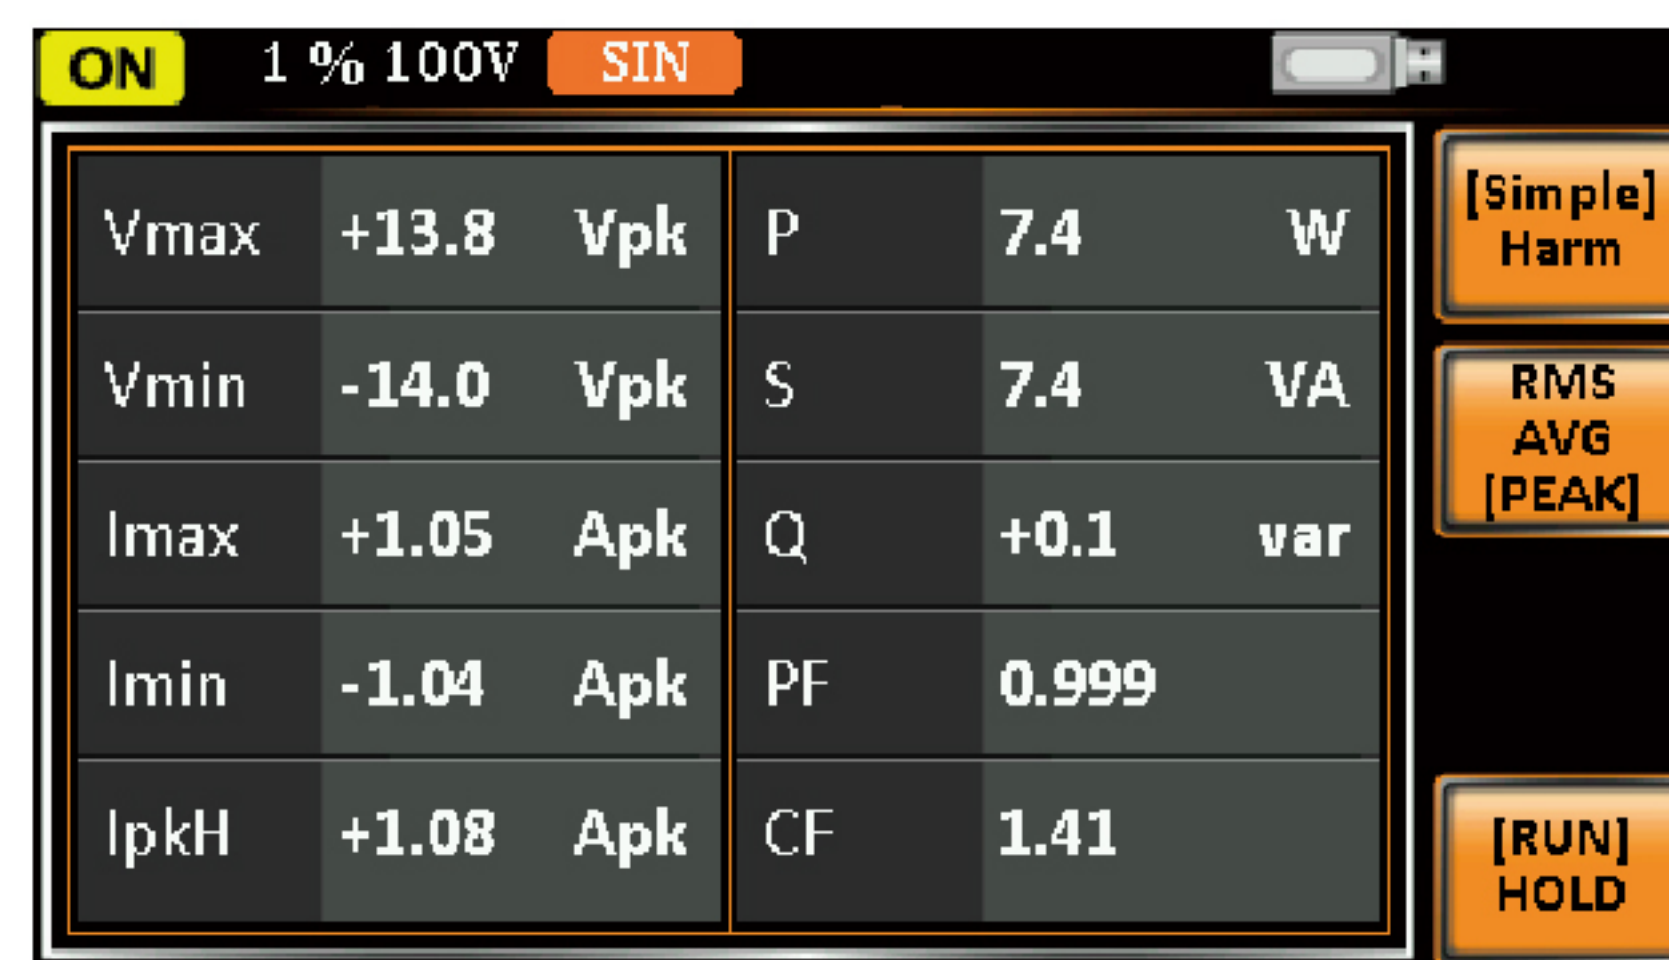 ON 1 % 100V SIN
Vmax +13.8 Vpk P 7.4 W
Vmin -14.0 Vpk S 7.4 VA
Imax +1.05 Apk Q +0.1 var
Imin -1.04 Apk PF 0.999
IpkH +1.08 Apk CF 1.41
[Simple]
Harm
RMS
AVG
[PEAK]
[RUN]
HOLD